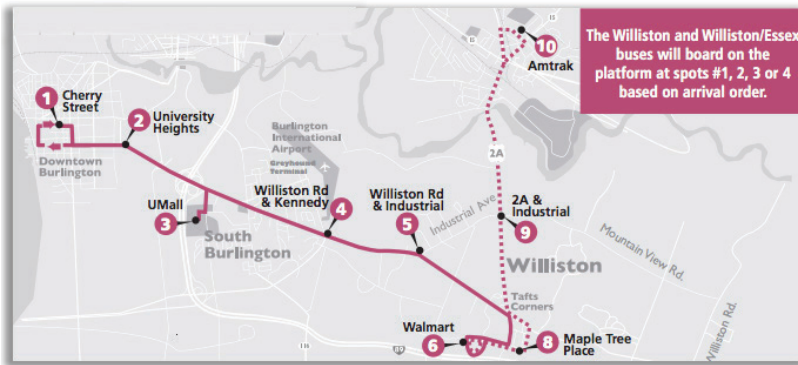 The Williston and Williston/Essex
buses will board on the
platform at spots #1, 2, 3 or 4
based on arrival order.
10
Amtrak
1
Cherry
Street
2
University
Heights
Downtown
Burlington
Burlington
International
Airport
Greyhound
Terminal
2A
UMall
3
Williston Rd
& Kennedy
4
Williston Rd
& Industrial
5
Industrial Ave
2A &
Industrial
9
South
Burlington
Mountain View Rd.
Williston
Tafts
Corners
Williston Rd.
Walmart
6
8
Maple Tree
Place
89